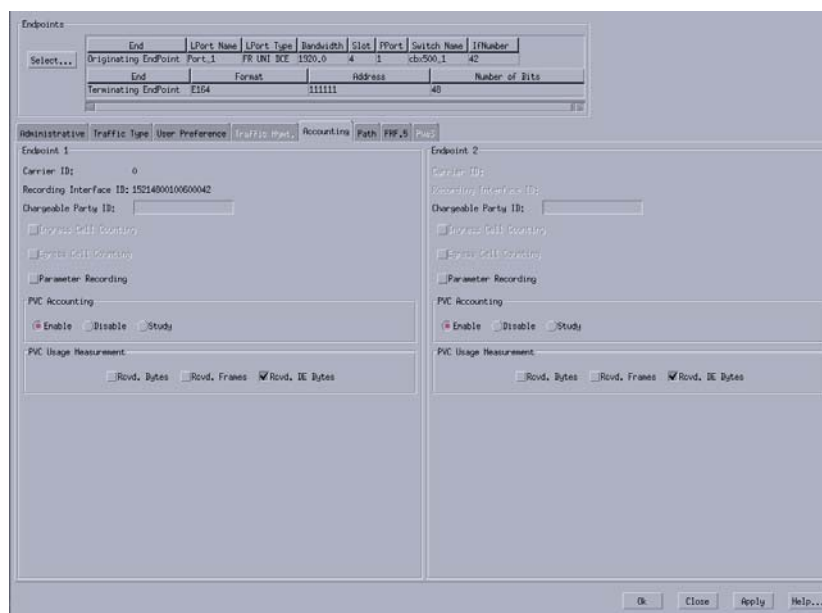 Endpoints
Select...
End LPort Name LPort Type Bandwidth Slot PPort Switch Name IfNumber
Originating EndPoint Port_1 FR UNI DCE 1920.0 4 1 cbx500_1 42
End Format Address Number of Bits
Terminating EndPoint E164 111111 48
Administrative Traffic Type User Preference Traffic Mgmt. Accounting Path FRF.5
Endpoint 1
Carrier ID: 0
Recording Interface ID: 15214800100600042
Chargeable Party ID:
Ingress Cell Counting
Egress Cell Counting
Parameter Recording
PVC Accounting
Enable Disable Study
PVC Usage Measurement
Rcvd. Bytes Rcvd. Frames Rcvd. DE Bytes
Endpoint 2
Carrier ID:
Recording Interface ID:
Chargeable Party ID:
Ingress Cell Counting
Egress Cell Counting
Parameter Recording
PVC Accounting
Enable Disable Study
PVC Usage Measurement
Rcvd. Bytes Rcvd. Frames Rcvd. DE Bytes
Ok Close Apply Help...